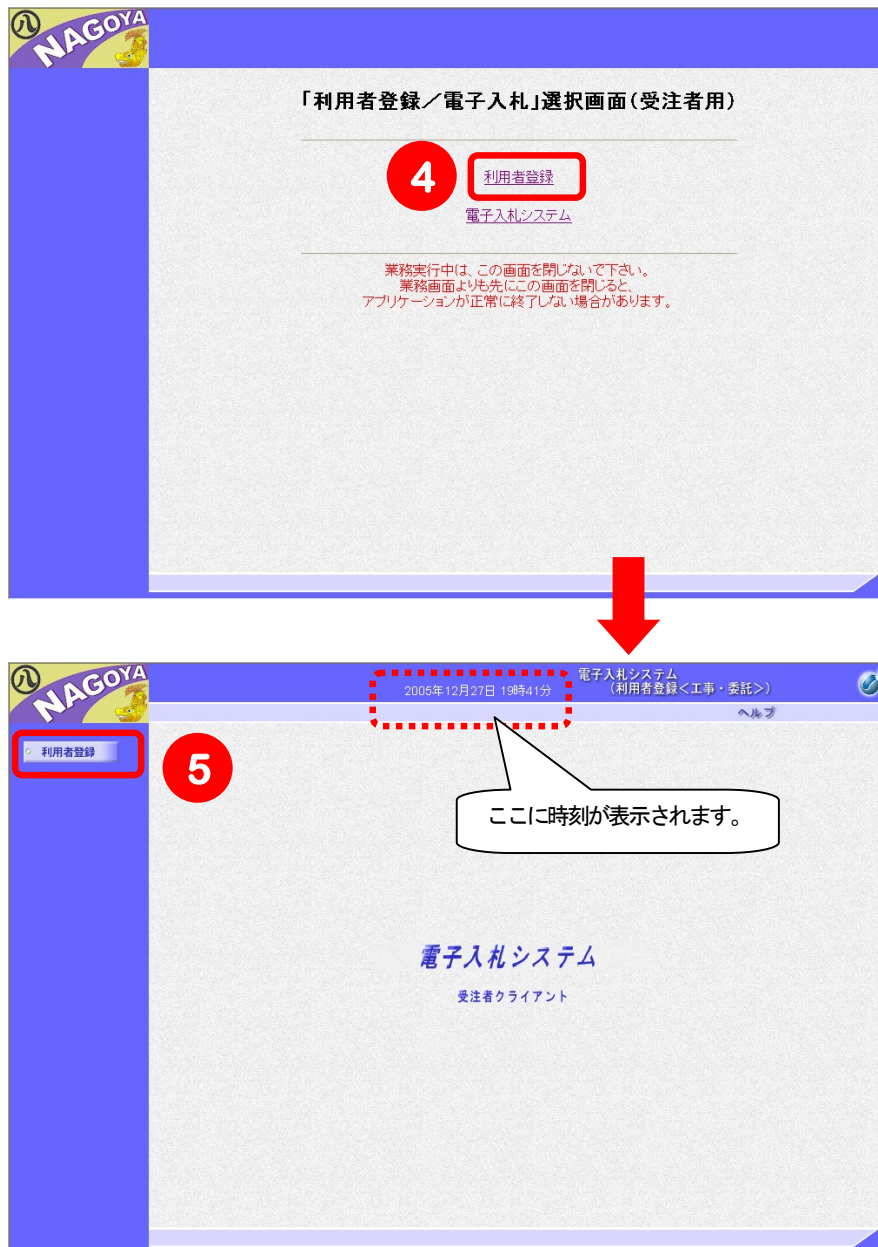 八
NAGOYA
「利用者登録／電子入札」選択画面(受注者用)
4
利用者登録
電子入札システム
業務実行中は、この画面を閉じないで下さい。
業務画面よりも先にこの画面を閉じると、
アプリケーションが正常に終了しない場合があります。
八
NAGOYA
2005年12月27日 19時41分
電子入札システム
（利用者登録<工事・委託>）
ヘルプ
利用者登録
5
ここに時刻が表示されます。
電子入札システム
受注者クライアント